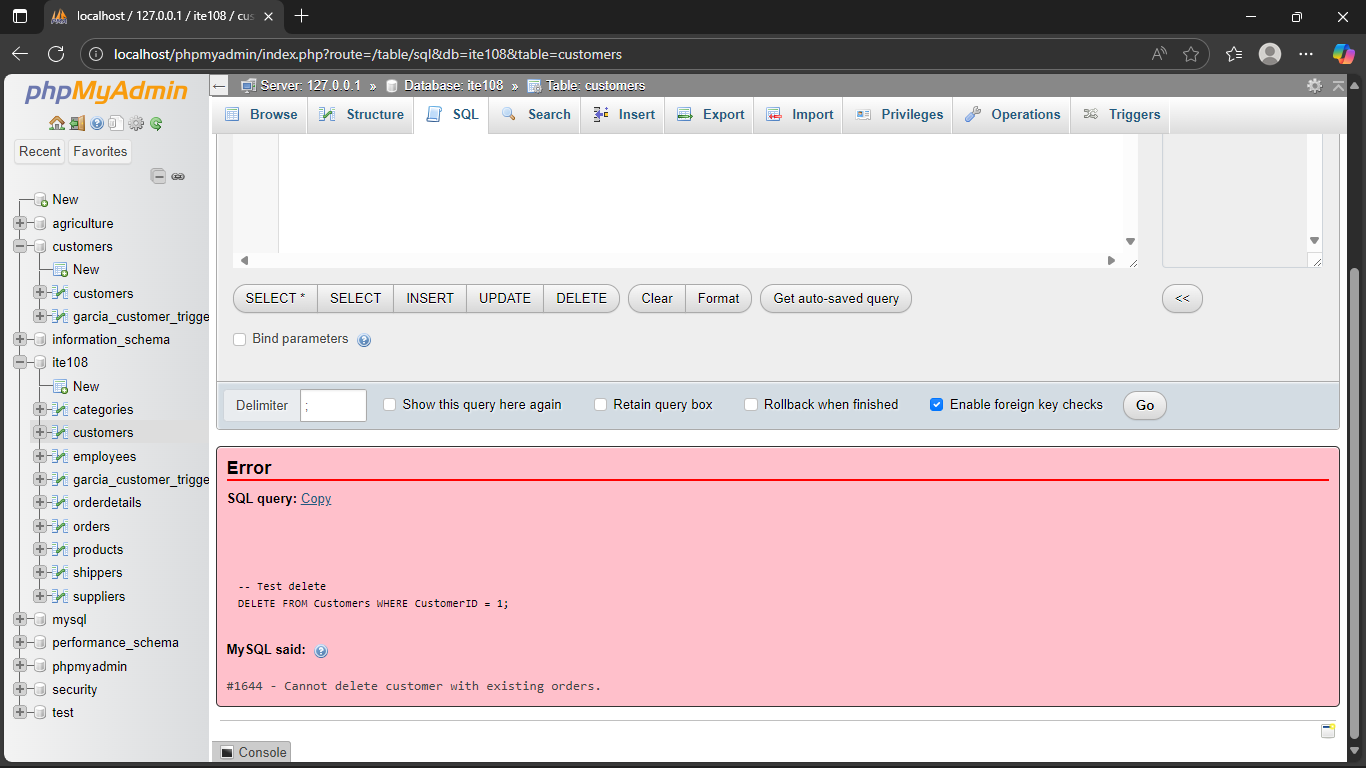 localhost / 127.0.0.1 / ite108 / cus
localhost/phpmyadmin/index.php?route=/table/sql&db=ite108&table=customers
phpMyAdmin
Recent
Favorites
New
agriculture
customers
New
customers
garcia_customer_trigge
information_schema
ite108
New
categories
customers
employees
garcia_customer_trigge
orderdetails
orders
products
shippers
suppliers
mysql
performance_schema
phpmyadmin
security
test
Server: 127.0.0.1 » Database: ite108 » Table: customers
Browse Structure SQL Search Insert Export Import Privileges Operations Triggers
SELECT * SELECT INSERT UPDATE DELETE Clear Format Get auto-saved query <<
Bind parameters
Delimiter ; Show this query here again Retain query box Rollback when finished Enable foreign key checks Go
Error
SQL query: Copy
-- Test delete
DELETE FROM Customers WHERE CustomerID = 1;
MySQL said:
#1644 - Cannot delete customer with existing orders.
Console